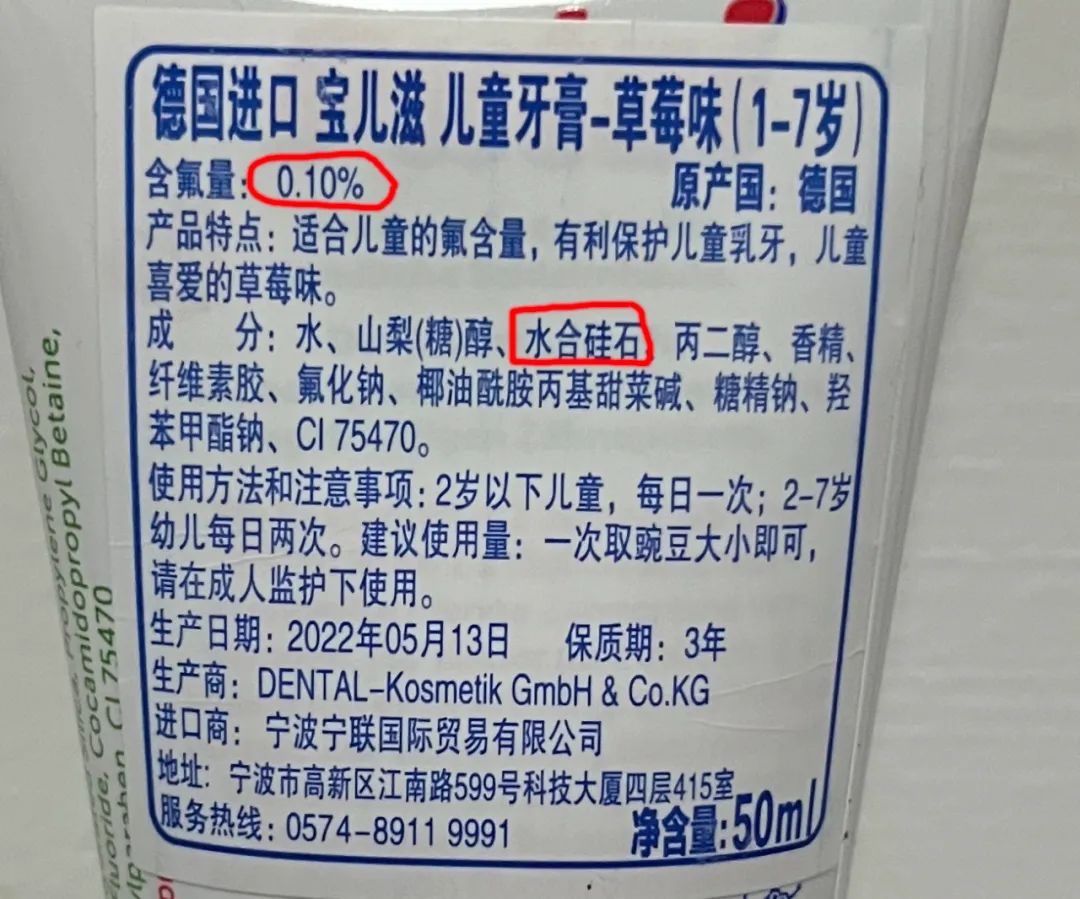 德国进口 宝儿滋 儿童牙膏-草莓味(1-7岁)
含氟量: 0.10% 原产国: 德国
产品特点: 适合儿童的氟含量, 有利保护儿童乳牙, 儿童
喜爱的草莓味。
成 分: 水、山梨(糖)醇、水合硅石、丙二醇、香精、
纤维素胶、氟化钠、椰油酰胺丙基甜菜碱、糖精钠、羟
苯甲酯钠、CI 75470。
使用方法和注意事项: 2岁以下儿童, 每日一次; 2-7岁
幼儿每日两次。建议使用量: 一次取豌豆大小即可,
请在成人监护下使用。
生产日期: 2022年05月13日 保质期: 3年
生产商: DENTAL-Kosmetik GmbH & Co.KG
进口商: 宁波宁联国际贸易有限公司
地址: 宁波市高新区江南路599号科技大厦四层415室
服务热线: 0574-8911 9991 净含量:50ml
Propylene Glycol,
Cocamidopropyl Betaine,
CI 75470